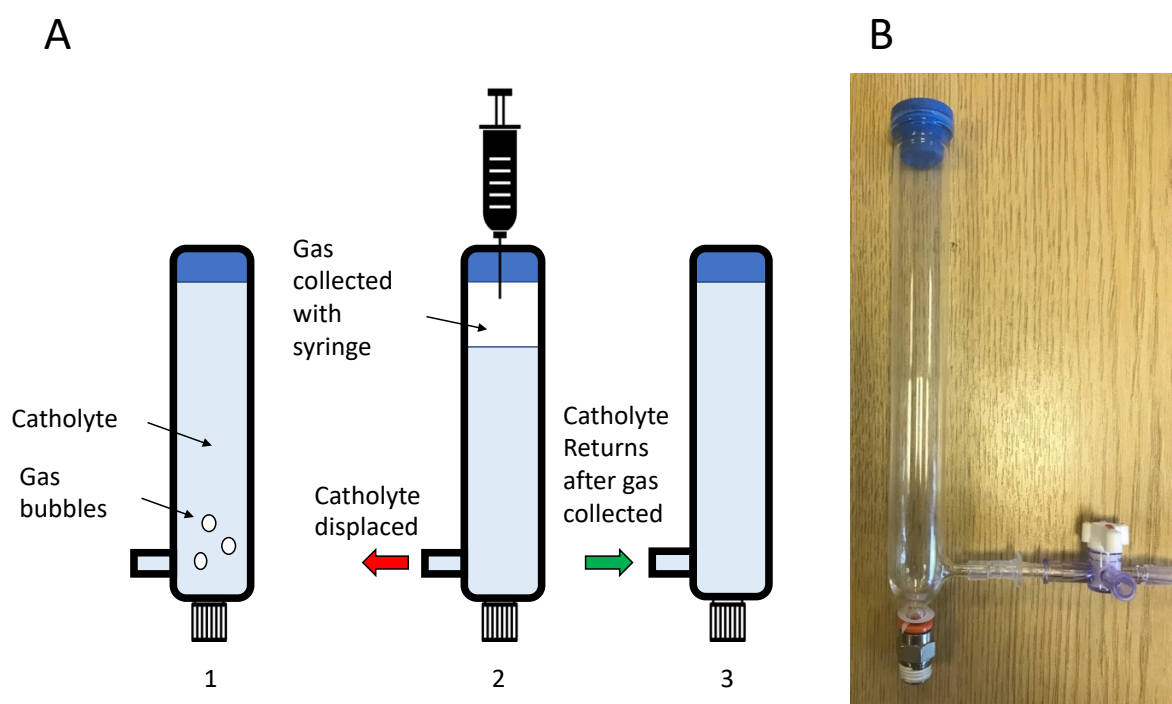 A
B
Gas
collected
with
syringe
Catholyte
Gas
bubbles
Catholyte
displaced
Catholyte
Returns
after gas
collected
1
2
3